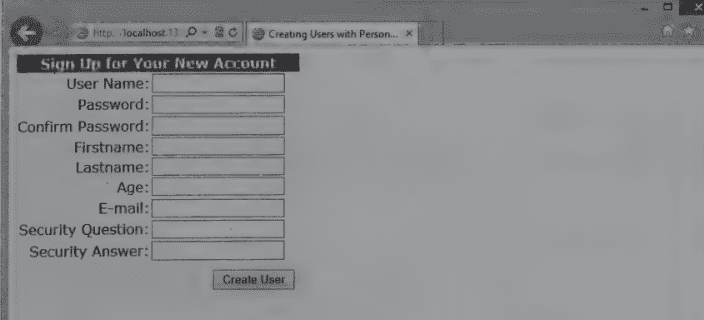 http: localhost:13
Creating Users with Person...
Sign Up for Your New Account
User Name:
Password:
Confirm Password:
Firstname:
Lastname:
Age:
E-mail:
Security Question:
Security Answer:
Create User